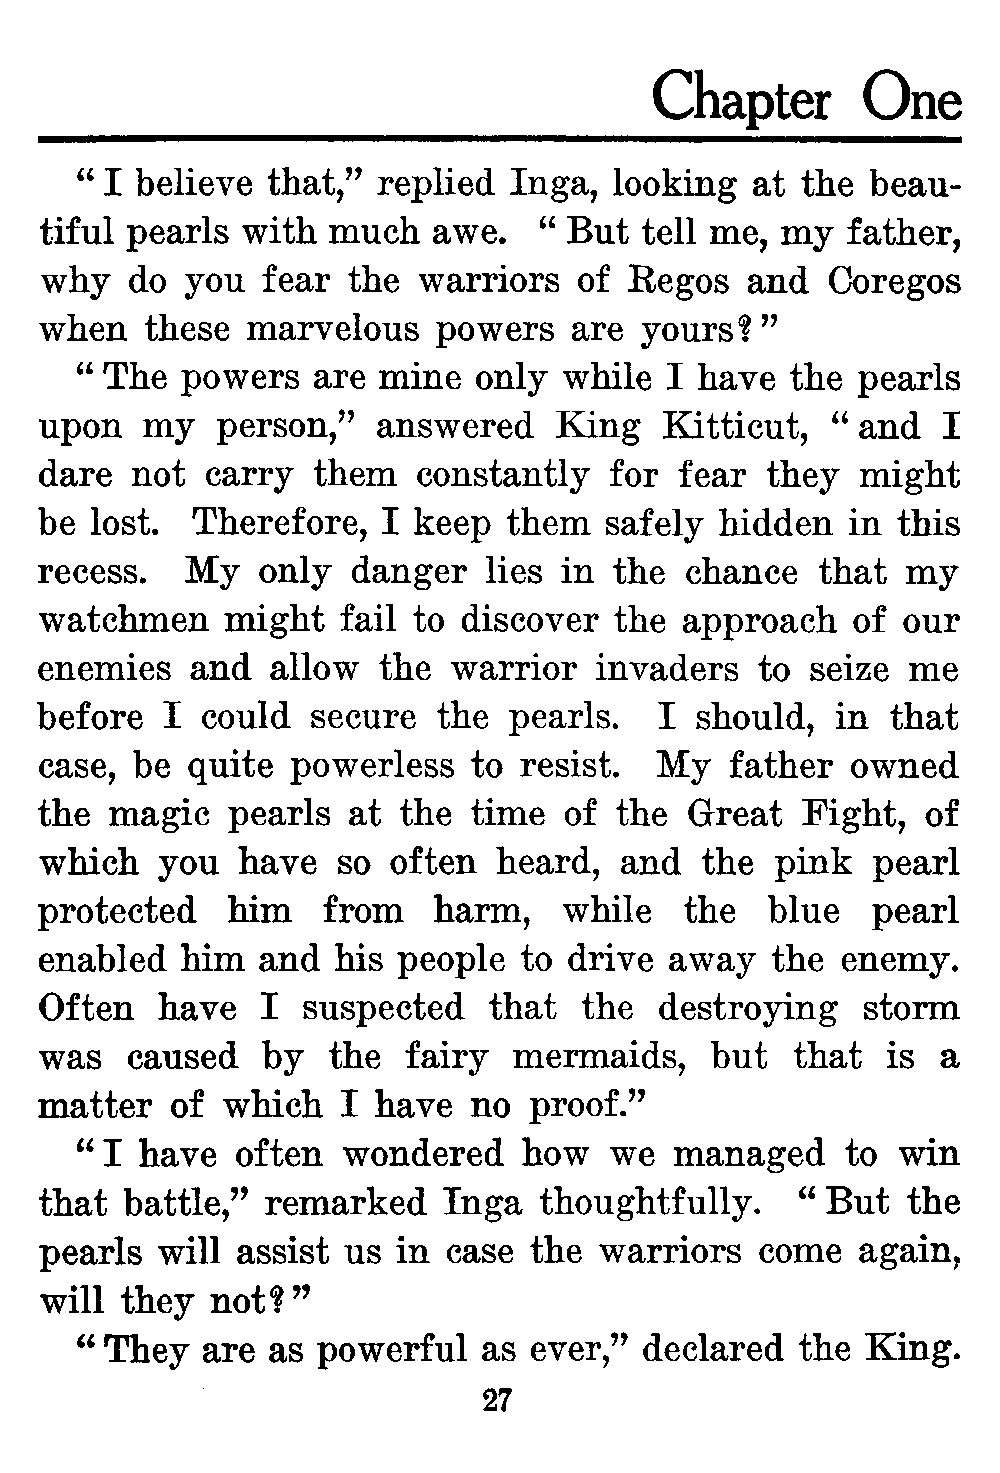 Chapter One
“ I believe that,” replied Inga, looking at the beau-
tiful pearls with much awe. “ But tell me, my father,
why do you fear the warriors of Regos and Coregos
when these marvelous powers are yours? ”
“ The powers are mine only while I have the pearls
upon my person,” answered King Kitticut, “ and I
dare not carry them constantly for fear they might
be lost. Therefore, I keep them safely hidden in this
recess. My only danger lies in the chance that my
watchmen might fail to discover the approach of our
enemies and allow the warrior invaders to seize me
before I could secure the pearls. I should, in that
case, be quite powerless to resist. My father owned
the magic pearls at the time of the Great Fight, of
which you have so often heard, and the pink pearl
protected him from harm, while the blue pearl
enabled him and his people to drive away the enemy.
Often have I suspected that the destroying storm
was caused by the fairy mermaids, but that is a
matter of which I have no proof.”
“ I have often wondered how we managed to win
that battle,” remarked Inga thoughtfully. “ But the
pearls will assist us in case the warriors come again,
will they not? ”
“ They are as powerful as ever,” declared the King.
27